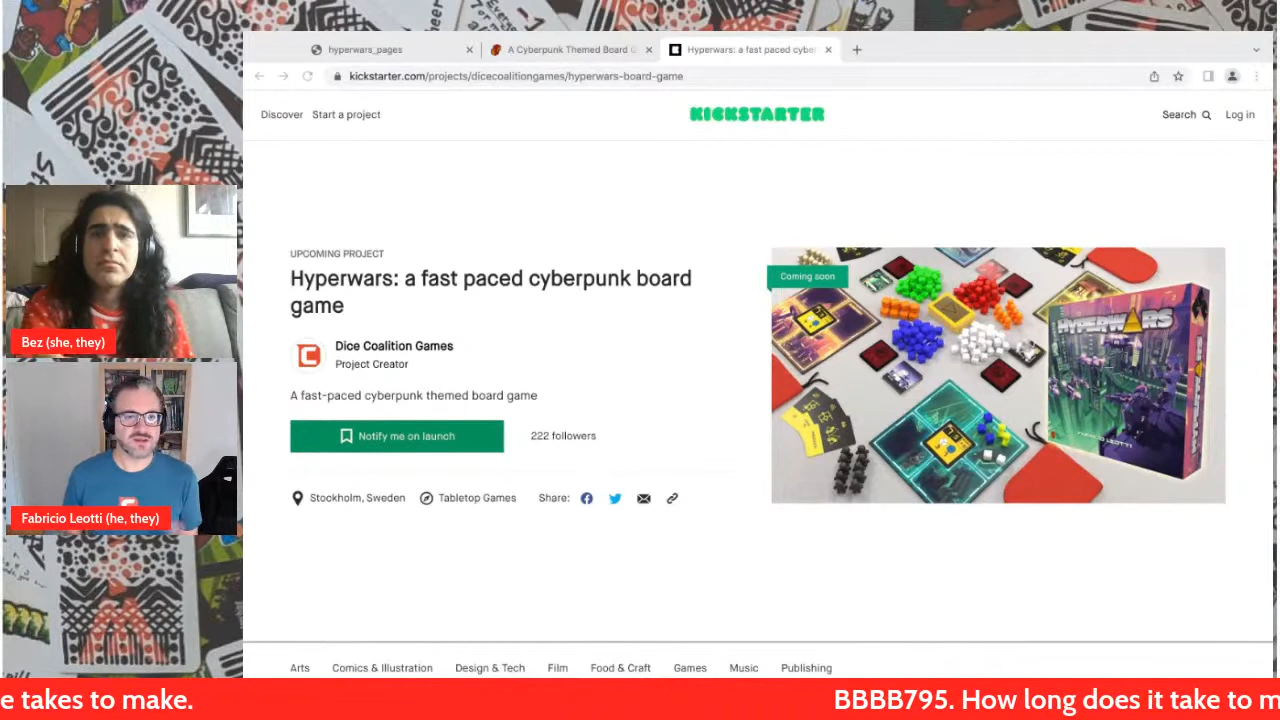 hyperwars_pages
A Cyberpunk Themed Board G
Hyperwars: a fast paced cyber
kickstarter.com/projects/dicecoalitiongames/hyperwars-board-game
Discover Start a project
KICKSTARTER
Search Log in
UPCOMING PROJECT
Hyperwars: a fast paced cyberpunk board
game
Dice Coalition Games
Project Creator
A fast-paced cyberpunk themed board game
Notify me on launch
222 followers
Stockholm, Sweden Tabletop Games Share:
Coming soon
HYPERWARS
Bez (she, they)
Fabricio Leotti (he, they)
Arts Comics & Illustration Design & Tech Film Food & Craft Games Music Publishing
e takes to make. BBBB795. How long does it take to m